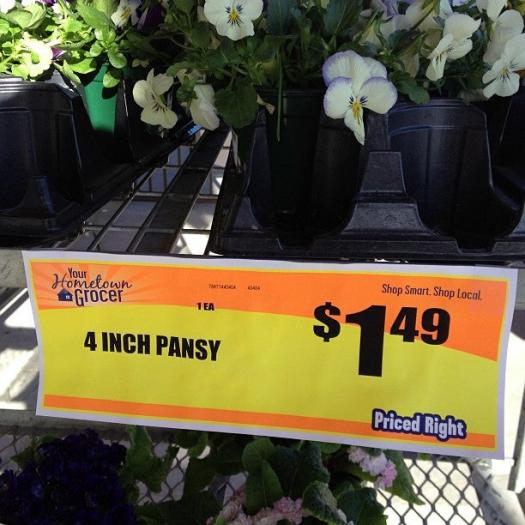 Your
Hometown
Grocer
Shop Smart. Shop Local.
1 EA
$1 49
4 INCH PANSY
Priced Right